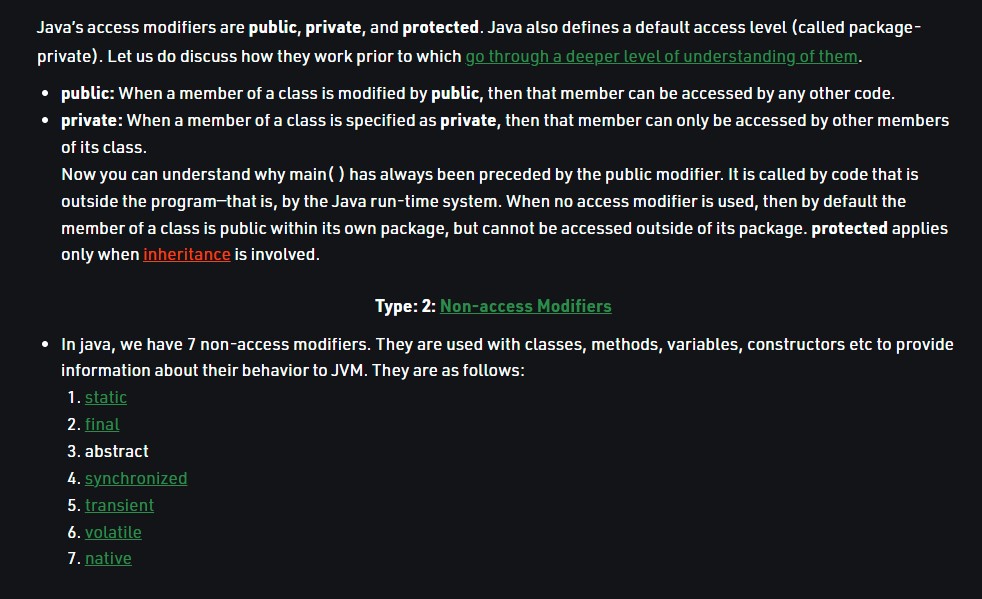 Java’s access modifiers are public, private, and protected. Java also defines a default access level (called package-
private). Let us do discuss how they work prior to which go through a deeper level of understanding of them.
• public: When a member of a class is modified by public, then that member can be accessed by any other code.
• private: When a member of a class is specified as private, then that member can only be accessed by other members
of its class.
Now you can understand why main( ) has always been preceded by the public modifier. It is called by code that is
outside the program—that is, by the Java run-time system. When no access modifier is used, then by default the
member of a class is public within its own package, but cannot be accessed outside of its package. protected applies
only when inheritance is involved.
Type: 2: Non-access Modifiers
• In java, we have 7 non-access modifiers. They are used with classes, methods, variables, constructors etc to provide
information about their behavior to JVM. They are as follows:
1. static
2. final
3. abstract
4. synchronized
5. transient
6. volatile
7. native